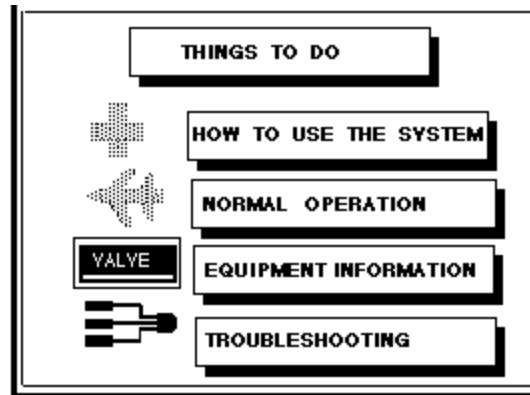 THINGS TO DO
HOW TO USE THE SYSTEM
NORMAL OPERATION
VALVE
EQUIPMENT INFORMATION
TROUBLESHOOTING